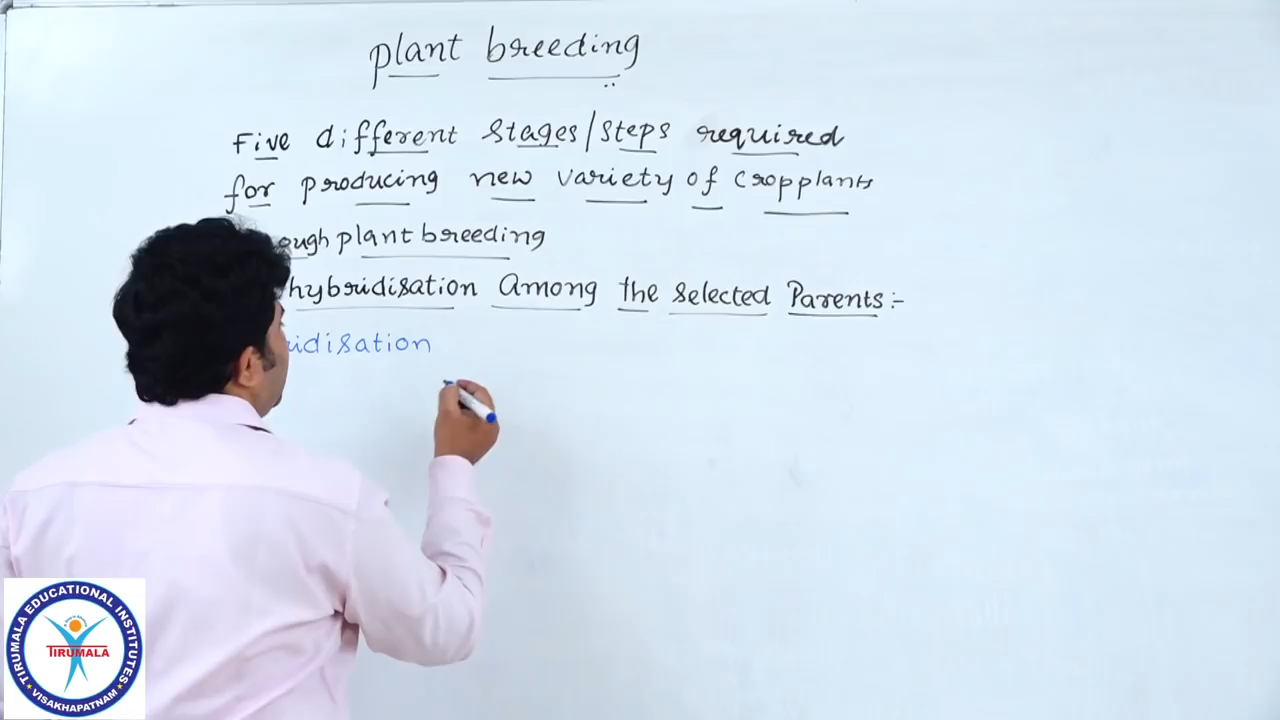 plant breeding
Five different stages/steps required
for producing new variety of cropplants
ough plant breeding
hybridisation Among the selected Parents :-
idisation
TIRUMALA EDUCATIONAL INSTITUTES
TIRUMALA
VISAKHAPATNAM